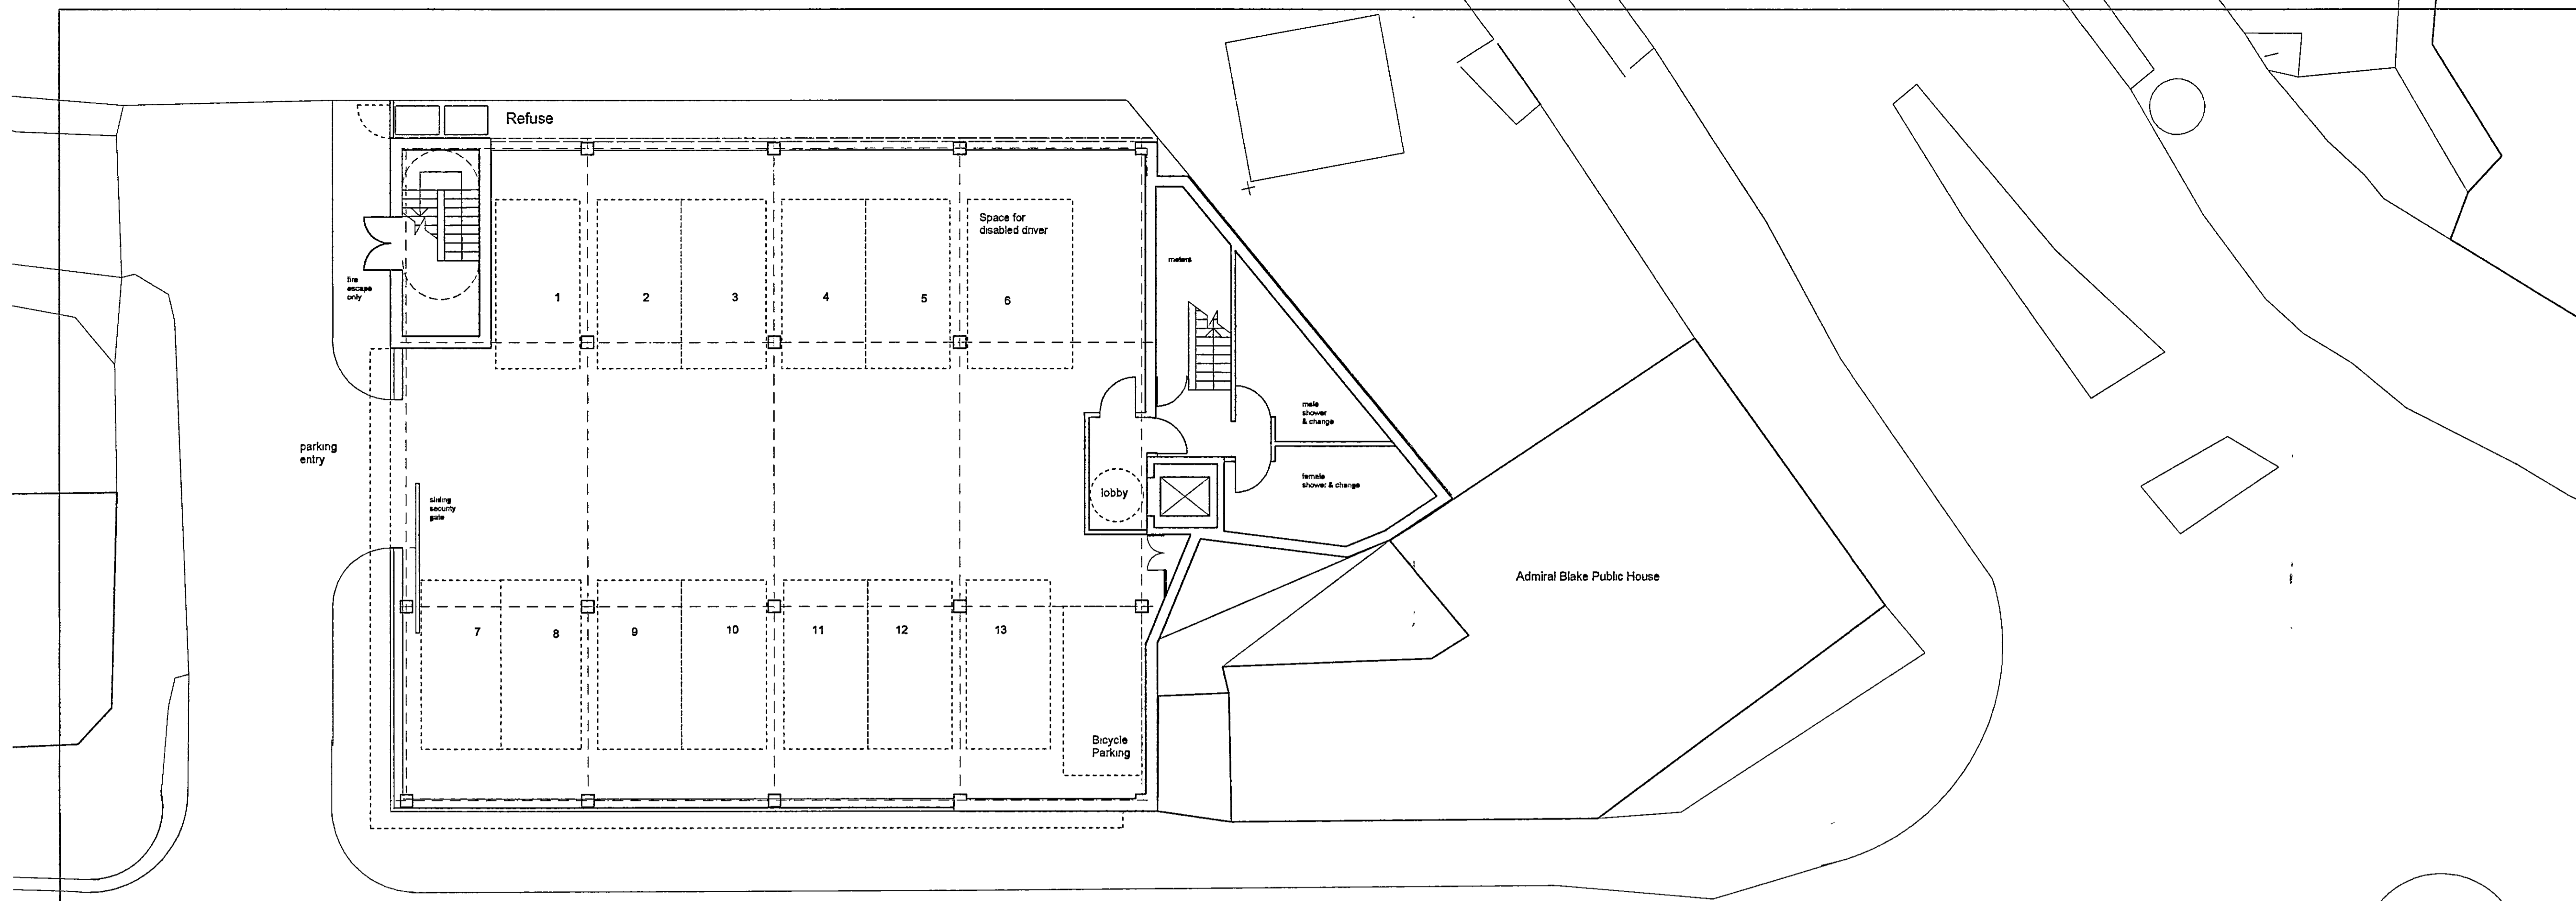 Refuse
Space for
disabled driver
meters
fire
escape
only
1
2
3
4
5
6
male
shower
& change
parking
entry
female
shower & change
lobby
sliding
security
gate
Admiral Blake Public House
7
8
9
10
11
12
13
Bicycle
Parking